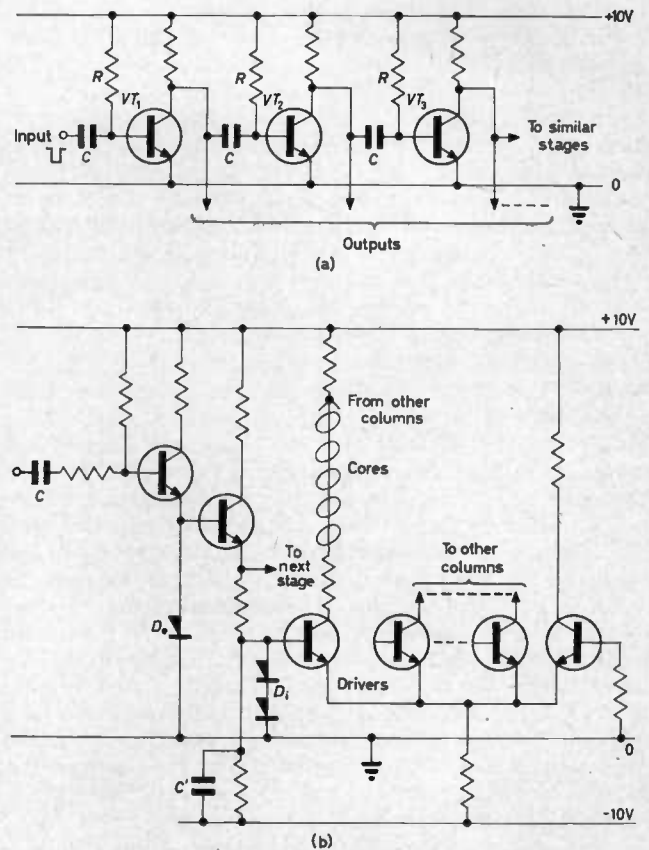 +10V
R
R
R
VT1
VT2
VT3
Input
C
C
C
To similar
stages
0
Outputs
(a)
+10V
From other
columns
Cores
C
To
next
stage
To other
columns
De
Di
Drivers
0
C'
-10V
(b)